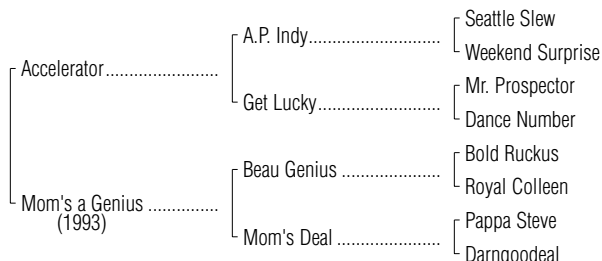 Seattle Slew
A.P. Indy
Weekend Surprise
Accelerator
Mr. Prospector
Get Lucky
Dance Number
Bold Ruckus
Beau Genius
Royal Colleen
Mom's a Genius
(1993)
Pappa Steve
Mom's Deal
Darngoodeal